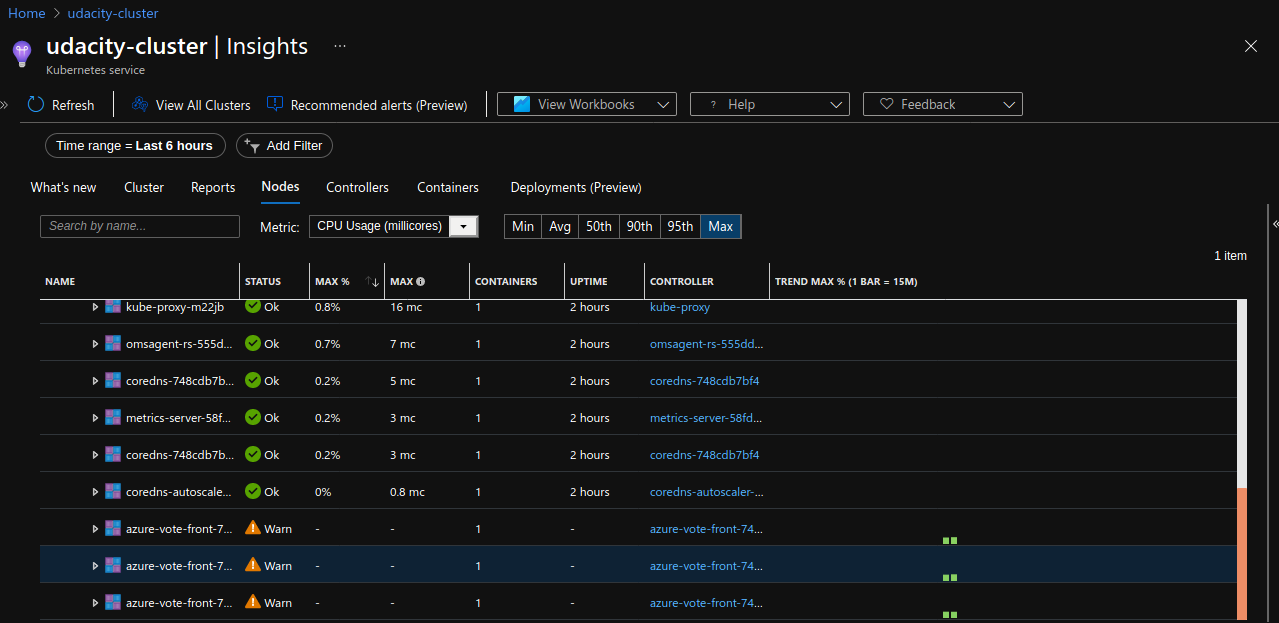 Home > udacity-cluster
udacity-cluster | Insights ...
Kubernetes service
Refresh View All Clusters Recommended alerts (Preview) View Workbooks ? Help Feedback
Time range = Last 6 hours Add Filter
What's new Cluster Reports Nodes Controllers Containers Deployments (Preview)
Search by name... Metric: CPU Usage (millicores) Min Avg 50th 90th 95th Max
1 item
NAME STATUS MAX % MAX CONTAINERS UPTIME CONTROLLER TREND MAX % (1 BAR = 15M)
kube-proxy-m22jb Ok 0.8% 16 mc 1 2 hours kube-proxy
omsagent-rs-555d... Ok 0.7% 7 mc 1 2 hours omsagent-rs-555dd...
coredns-748cdb7b... Ok 0.2% 5 mc 1 2 hours coredns-748cdb7bf4
metrics-server-58f... Ok 0.2% 3 mc 1 2 hours metrics-server-58fd...
coredns-748cdb7b... Ok 0.2% 3 mc 1 2 hours coredns-748cdb7bf4
coredns-autoscale... Ok 0% 0.8 mc 1 2 hours coredns-autoscaler-...
azure-vote-front-7... Warn - - 1 - azure-vote-front-74...
azure-vote-front-7... Warn - - 1 - azure-vote-front-74...
azure-vote-front-7... Warn - - 1 - azure-vote-front-74...